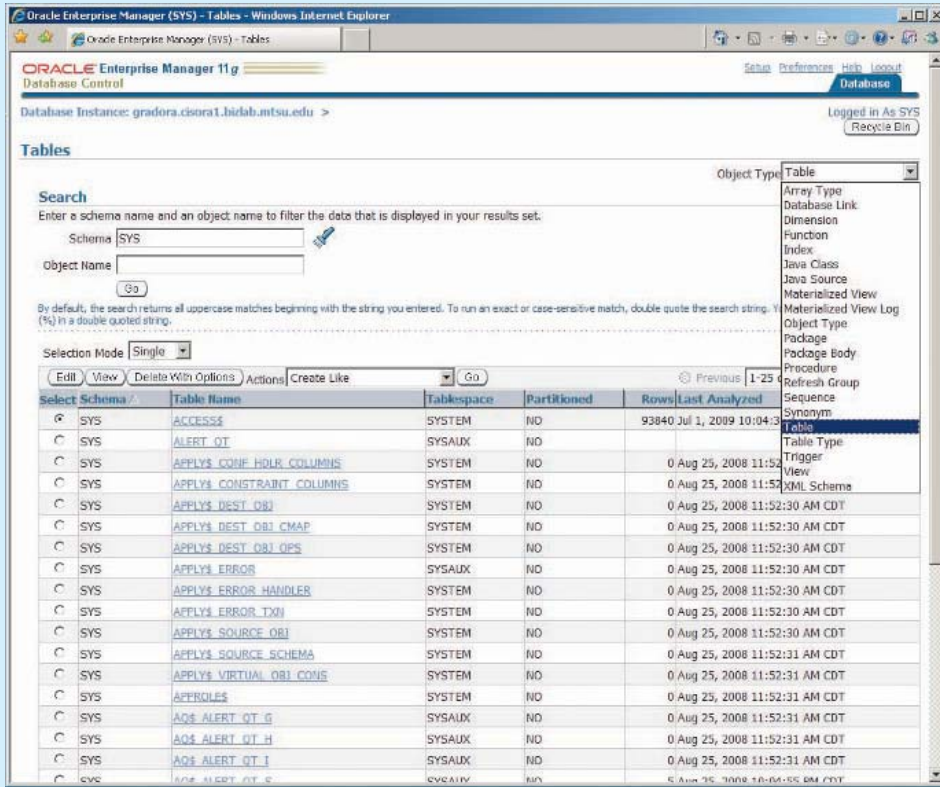 Oracle Enterprise Manager (SYS) - Tables - Windows Internet Explorer
Oracle Enterprise Manager (SYS) - Tables
ORACLE Enterprise Manager 11g
Database Control
Setup Preferences Help Logout
Database
Database Instance: gradora.cisora1.bizlab.mtsu.edu >
Logged in As SYS
Recycle Bin
Tables
Object Type Table
Array Type
Database Link
Dimension
Function
Index
Java Class
Java Source
Materialized View
Materialized View Log
Object Type
Package
Package Body
Procedure
Refresh Group
Sequence
Synonym
Table
Table Type
Trigger
View
XML Schema
Search
Enter a schema name and an object name to filter the data that is displayed in your results set.
Schema SYS
Object Name
Go
By default, the search returns all uppercase matches beginning with the string you entered. To run an exact or case-sensitive match, double quote the search string.
(%) in a double quoted string.
Selection Mode Single
Edit View Delete With Options Actions Create Like Go Previous 1-25
Select Schema Table Name Tablespace Partitioned Rows Last Analyzed
SYS ACCESS$ SYSTEM NO 93840 Jul 1, 2009 10:04:3
SYS ALERT_QT SYSAUX NO
SYS APPLY$_CONF_HDLR_COLUMNS SYSTEM NO 0 Aug 25, 2008 11:52
SYS APPLY$_CONSTRAINT_COLUMNS SYSTEM NO 0 Aug 25, 2008 11:52
SYS APPLY$_DEST_OBJ SYSTEM NO 0 Aug 25, 2008 11:52:30 AM CDT
SYS APPLY$_DEST_OBJ_CMAP SYSTEM NO 0 Aug 25, 2008 11:52:30 AM CDT
SYS APPLY$_DEST_OBJ_OPS SYSTEM NO 0 Aug 25, 2008 11:52:30 AM CDT
SYS APPLY$_ERROR SYSAUX NO 0 Aug 25, 2008 11:52:30 AM CDT
SYS APPLY$_ERROR_HANDLER SYSTEM NO 0 Aug 25, 2008 11:52:30 AM CDT
SYS APPLY$_ERROR_TXN SYSTEM NO 0 Aug 25, 2008 11:52:30 AM CDT
SYS APPLY$_SOURCE_OBJ SYSTEM NO 0 Aug 25, 2008 11:52:30 AM CDT
SYS APPLY$_SOURCE_SCHEMA SYSTEM NO 0 Aug 25, 2008 11:52:31 AM CDT
SYS APPLY$_VIRTUAL_OBJ_CONS SYSTEM NO 0 Aug 25, 2008 11:52:31 AM CDT
SYS APPROLE$ SYSTEM NO 0 Aug 25, 2008 11:52:31 AM CDT
SYS AQ$_ALERT_QT_G SYSAUX NO 0 Aug 25, 2008 11:52:31 AM CDT
SYS AQ$_ALERT_QT_H SYSAUX NO 0 Aug 25, 2008 11:52:31 AM CDT
SYS AQ$_ALERT_QT_I SYSAUX NO 0 Aug 25, 2008 11:52:31 AM CDT
SYS AQ$_ALERT_QT_S SYSAUX NO 5 Aug 25, 2008 10:04:55 PM CDT